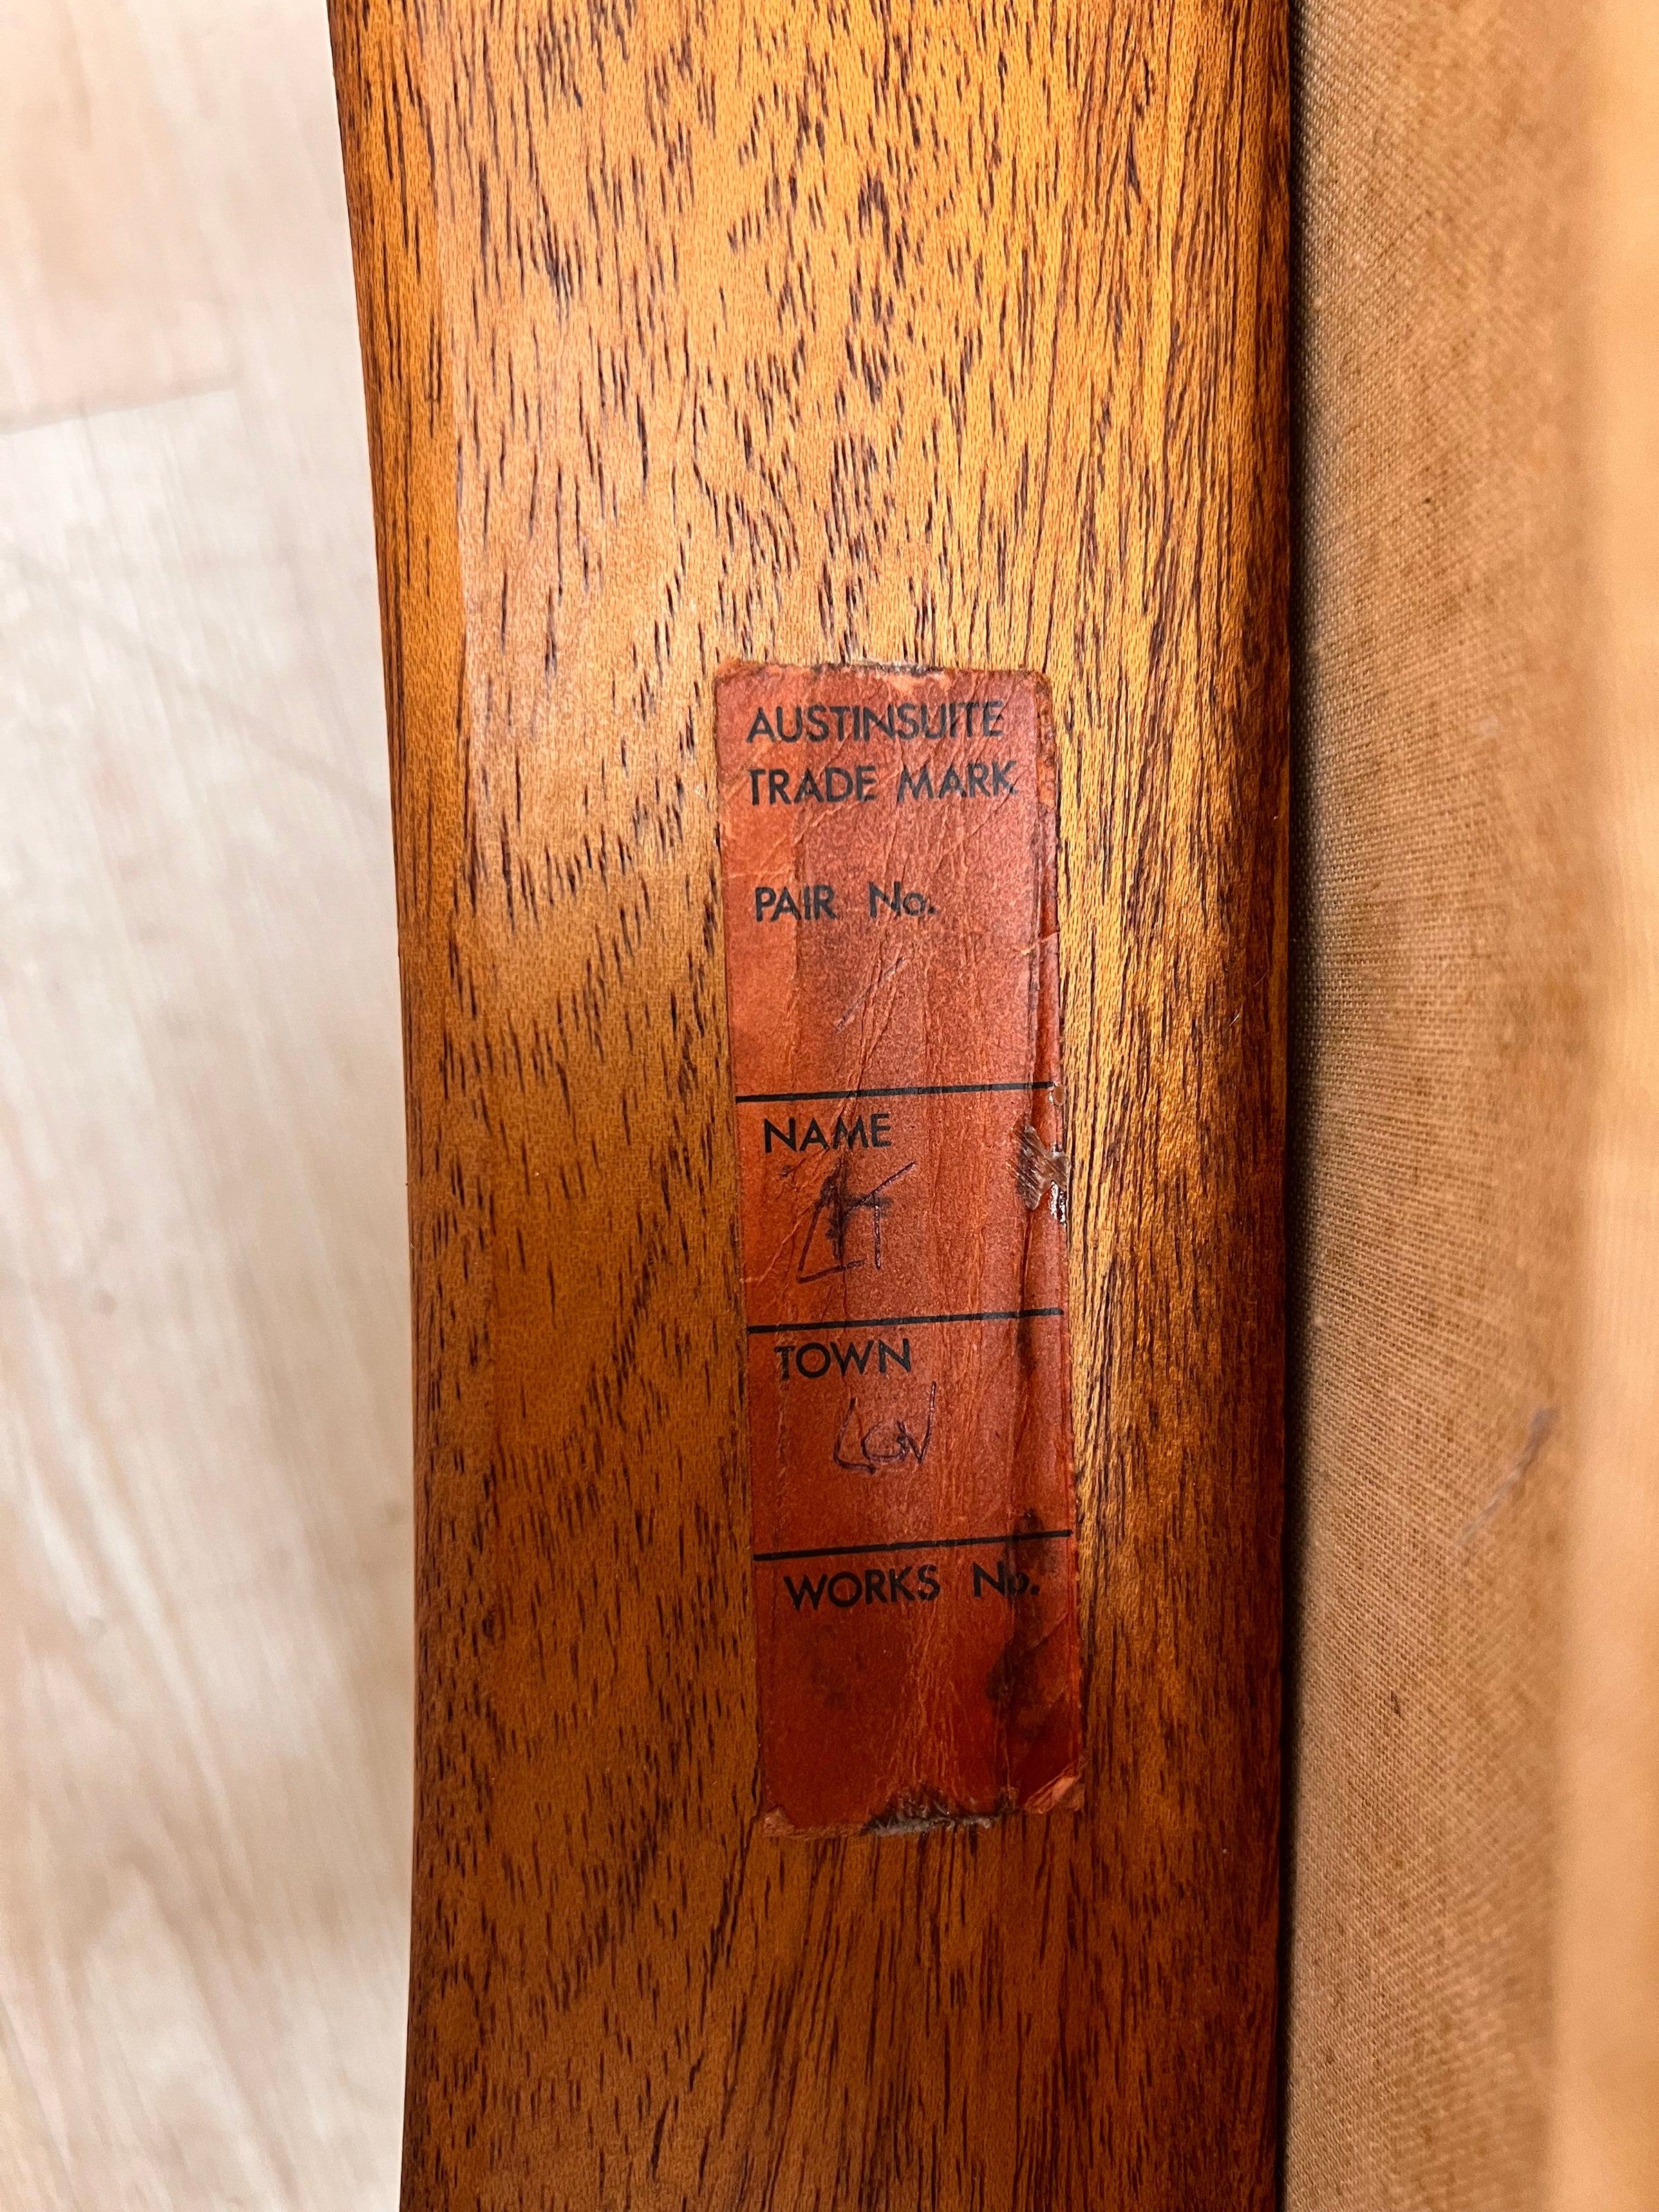 AUSTINSUITE
TRADE MARK
PAIR No.
NAME
TOWN
WORKS No.